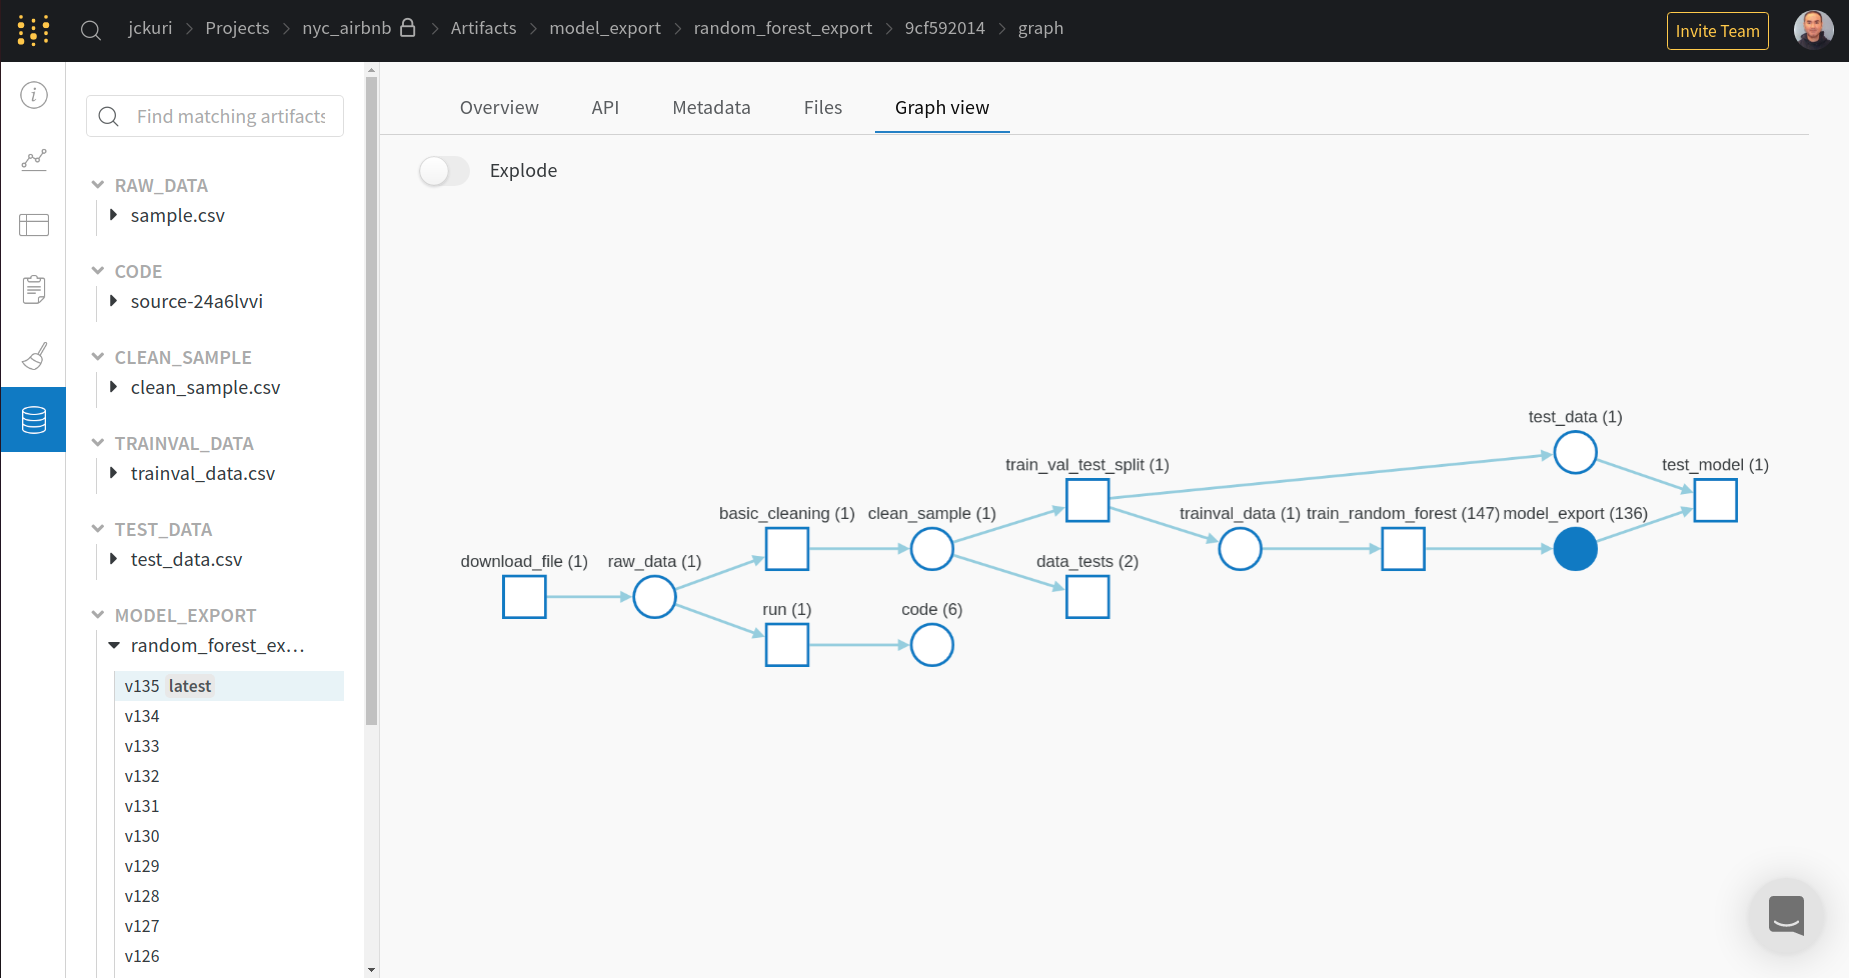 jckuri > Projects > nyc_airbnb > Artifacts > model_export > random_forest_export > 9cf592014 > graph
Invite Team
Find matching artifacts
RAW_DATA
sample.csv
CODE
source-24a6lvvi
CLEAN_SAMPLE
clean_sample.csv
TRAINVAL_DATA
trainval_data.csv
TEST_DATA
test_data.csv
MODEL_EXPORT
random_forest_ex...
v135 latest
v134
v133
v132
v131
v130
v129
v128
v127
v126
Overview API Metadata Files Graph view
Explode
test_data (1)
train_val_test_split (1) test_model (1)
basic_cleaning (1) clean_sample (1) trainval_data (1) train_random_forest (147) model_export (136)
download_file (1) raw_data (1) data_tests (2)
run (1) code (6)